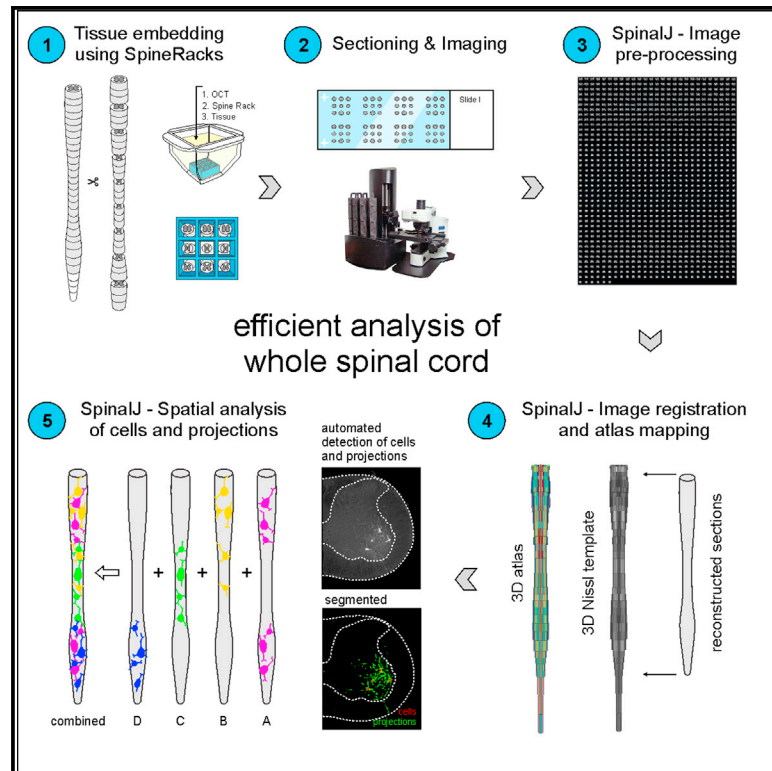 1
Tissue embedding
using SpineRacks
1. OCT
2. Spine Rack
3. Tissue
2
Sectioning & Imaging
Slide I
3
SpinalJ - Image
pre-processing
efficient analysis of
whole spinal cord
4
SpinalJ - Image registration
and atlas mapping
3D atlas
3D Nissl template
reconstructed sections
5
SpinalJ - Spatial analysis
of cells and projections
automated
detection of cells
and projections
segmented
cells
projections
+ + +
combined D C B A